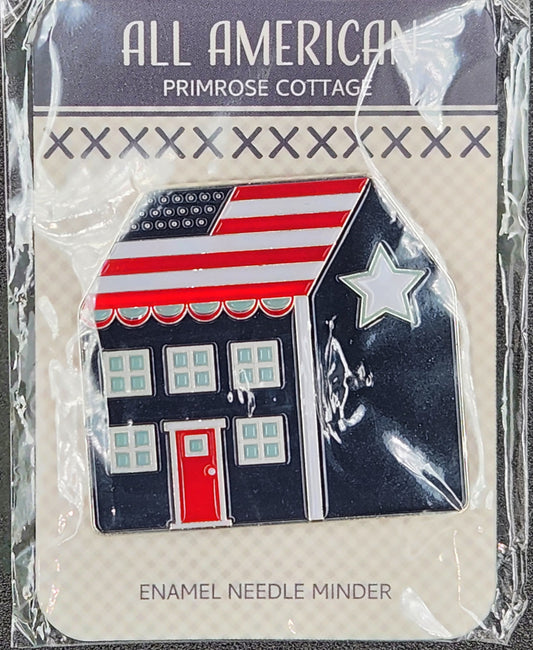 ALL AMERICAN
PRIMROSE COTTAGE
ENAMEL NEEDLE MINDER